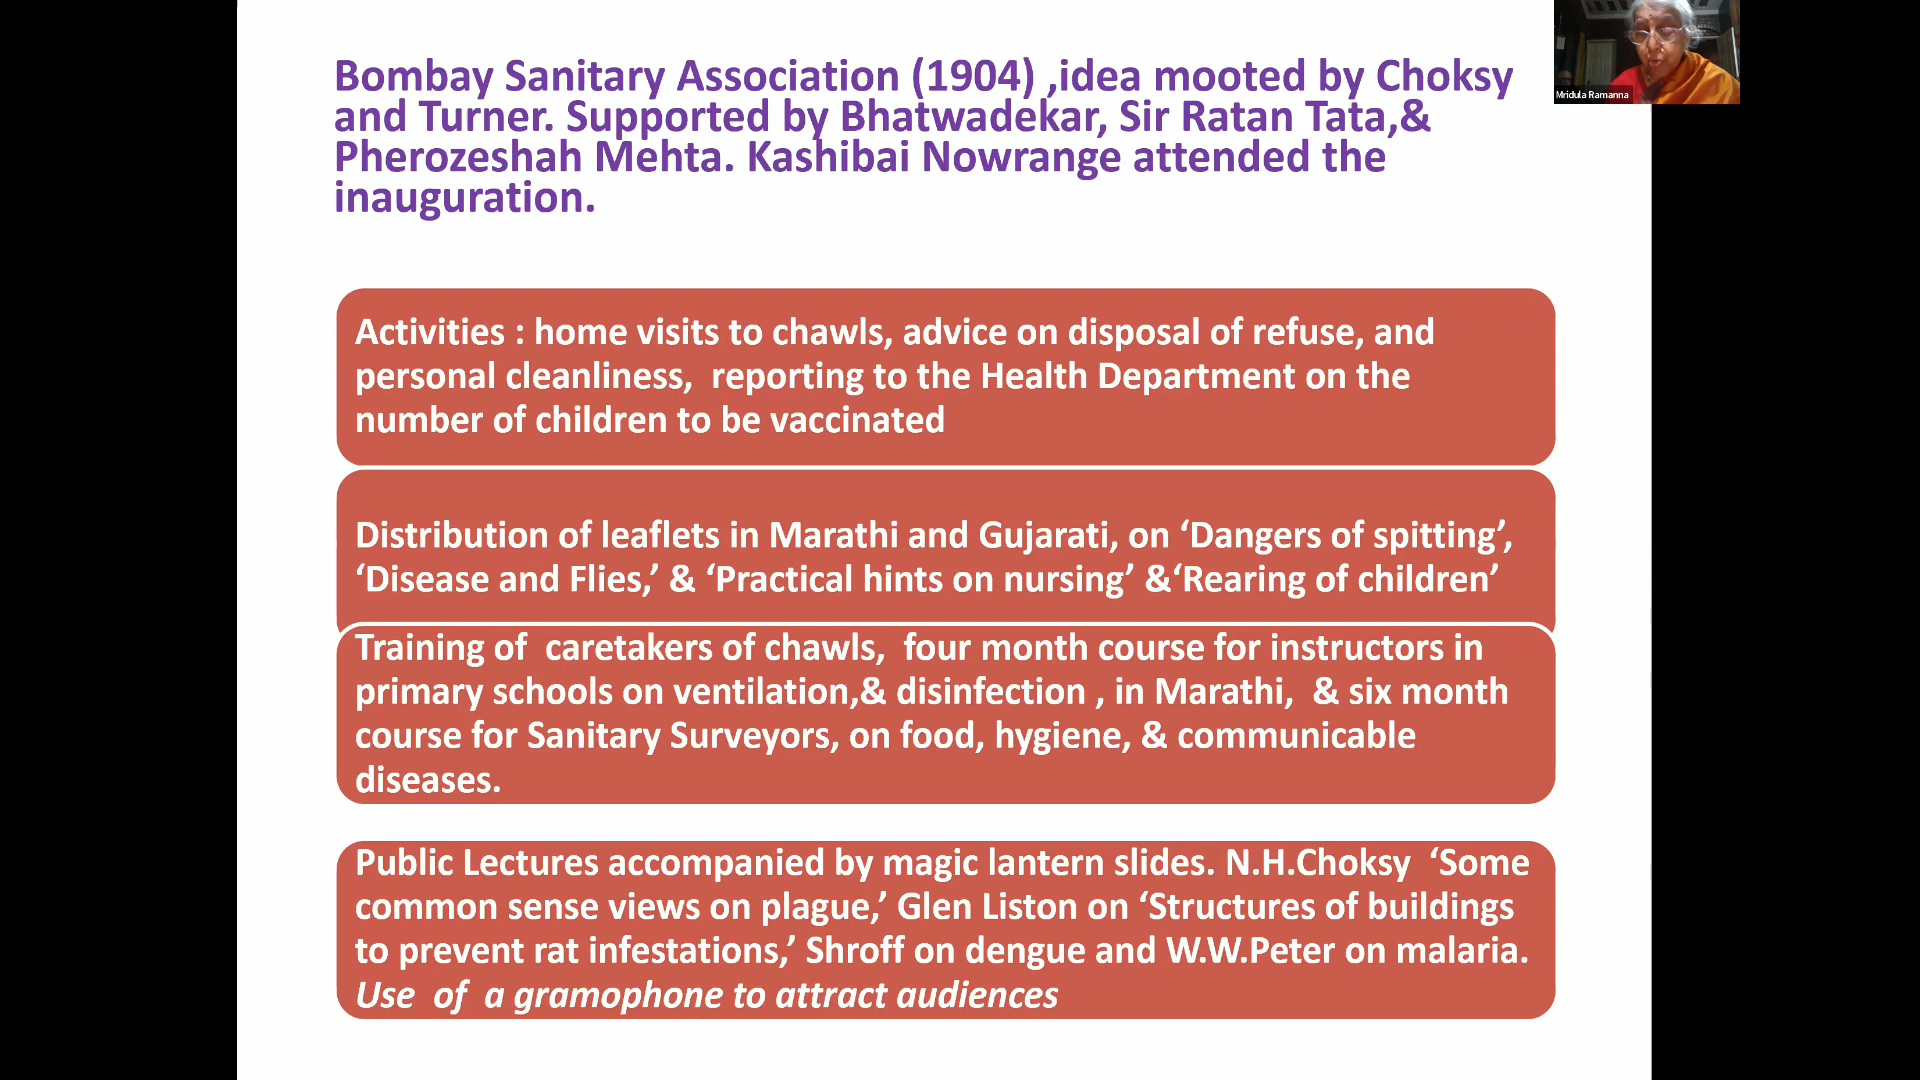 Bombay Sanitary Association (1904) ,idea mooted by Choksy
and Turner. Supported by Bhatwadekar, Sir Ratan Tata,&
Pherozeshah Mehta. Kashibai Nowrange attended the
inauguration.
Mridula Ramanna
Activities : home visits to chawls, advice on disposal of refuse, and
personal cleanliness,  reporting to the Health Department on the
number of children to be vaccinated
Distribution of leaflets in Marathi and Gujarati, on ‘Dangers of spitting’,
‘Disease and Flies,’ & ‘Practical hints on nursing’ &‘Rearing of children’
Training of  caretakers of chawls,  four month course for instructors in
primary schools on ventilation,& disinfection , in Marathi,  & six month
course for Sanitary Surveyors, on food, hygiene, & communicable
diseases.
Public Lectures accompanied by magic lantern slides. N.H.Choksy  ‘Some
common sense views on plague,’ Glen Liston on ‘Structures of buildings
to prevent rat infestations,’ Shroff on dengue and W.W.Peter on malaria.
Use  of  a gramophone to attract audiences